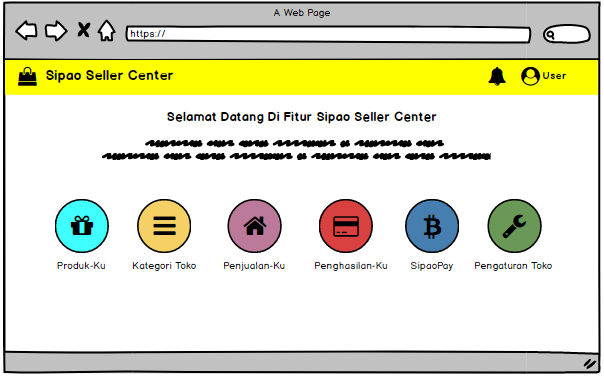 A Web Page
https://
Sipao Seller Center
User
Selamat Datang Di Fitur Sipao Seller Center
Produk-Ku
Kategori Toko
Penjualan-Ku
Penghasilan-Ku
SipaoPay
Pengaturan Toko